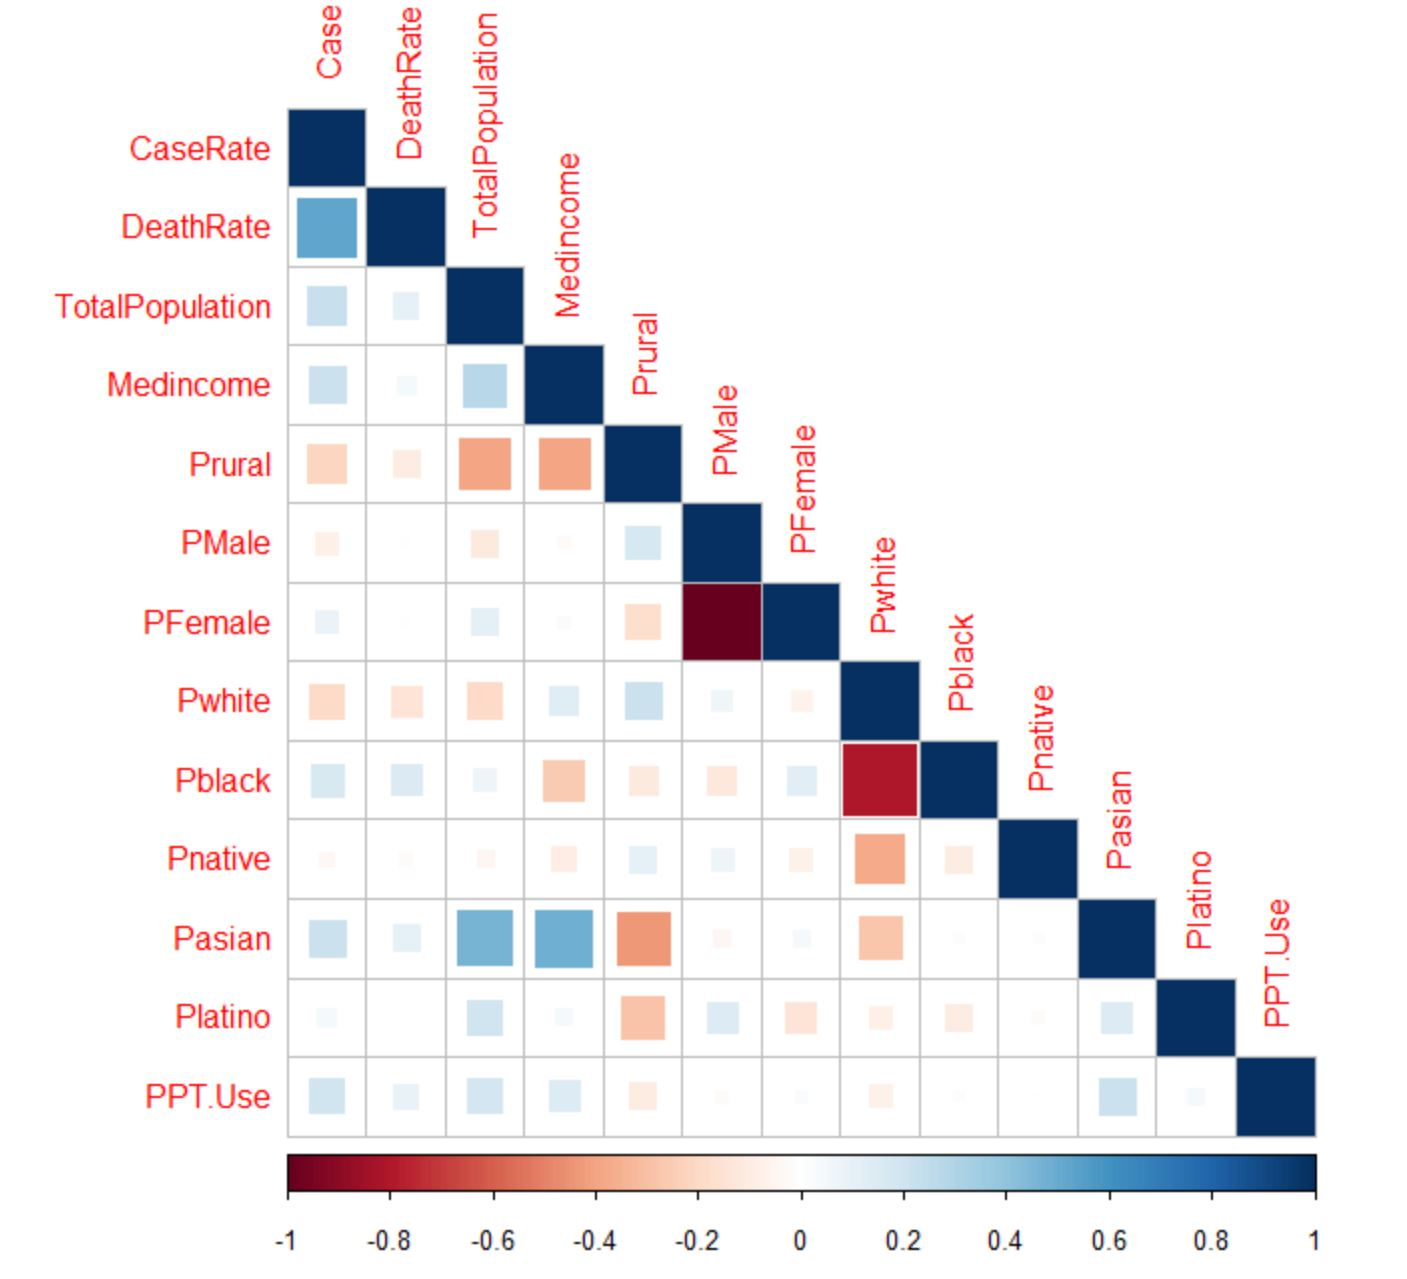 Case
DeathRate
TotalPopulation
Medincome
Prural
PMale
PFemale
Pwhite
Pblack
Pnative
Pasian
Platino
PPT.Use
CaseRate
DeathRate
TotalPopulation
Medincome
Prural
PMale
PFemale
Pwhite
Pblack
Pnative
Pasian
Platino
PPT.Use
-1 -0.8 -0.6 -0.4 -0.2 0 0.2 0.4 0.6 0.8 1